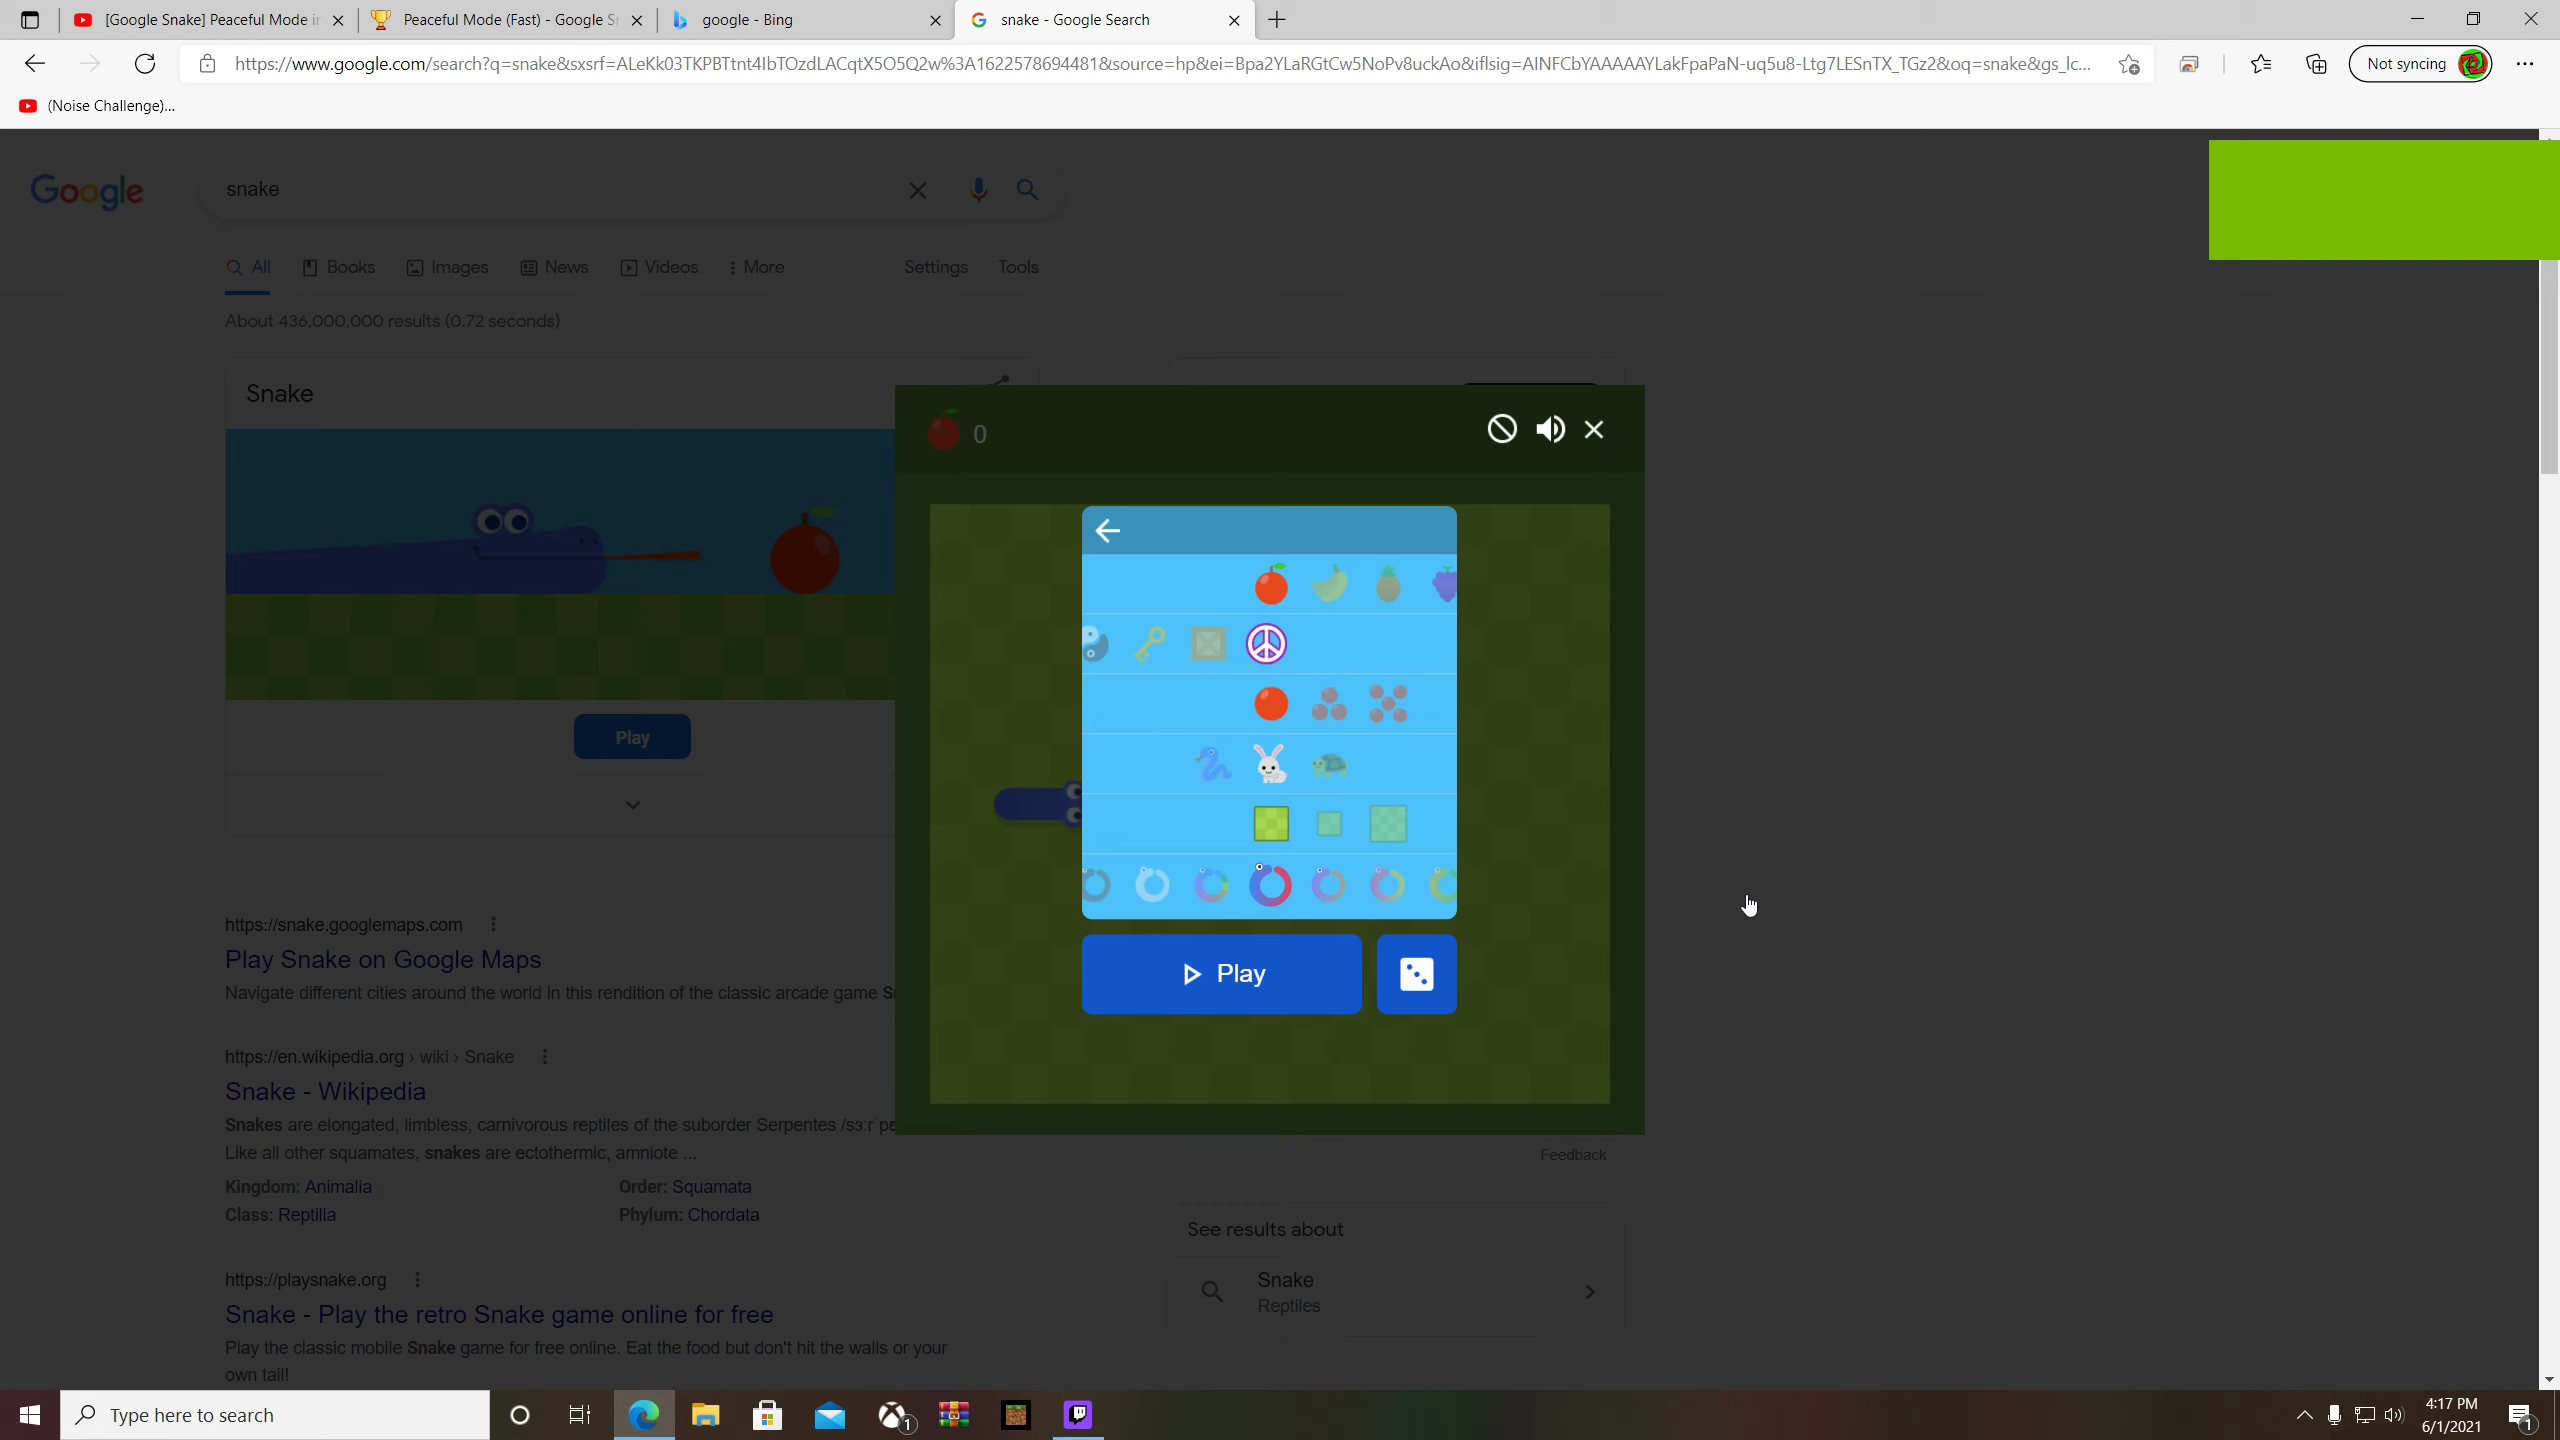 [Google Snake] Peaceful Mode i
Peaceful Mode (Fast) - Google S
google - Bing
snake - Google Search
https://www.google.com/search?q=snake&sxsrf=ALeKk03TKPBTtnt4IbTOzdLACqtX5O5Q2w%3A1622578694481&source=hp&ei=Bpa2YLaRGtCw5NoPv8uckAo&iflsig=AINFCbYAAAAAYLakFpaPaN-uq5u8-Ltg7LESnTX_TGz2&oq=snake&gs_lc...
Not syncing
(Noise Challenge)...
Google
snake
All
Books
Images
News
Videos
More
Settings
Tools
About 436,000,000 results (0.72 seconds)
Snake
0
Play
Play
https://snake.googlemaps.com
Play Snake on Google Maps
Navigate different cities around the world in this rendition of the classic arcade game S
https://en.wikipedia.org › wiki › Snake
Snake - Wikipedia
Snakes are elongated, limbless, carnivorous reptiles of the suborder Serpentes /sɜːrˈpɛ
Like all other squamates, snakes are ectothermic, amniote ...
Kingdom: Animalia
Order: Squamata
Class: Reptilia
Phylum: Chordata
Feedback
See results about
Snake
Reptiles
https://playsnake.org
Snake - Play the retro Snake game online for free
Play the classic mobile Snake game for free online. Eat the food but don't hit the walls or your
own tail!
Type here to search
1
4:17 PM
6/1/2021
1